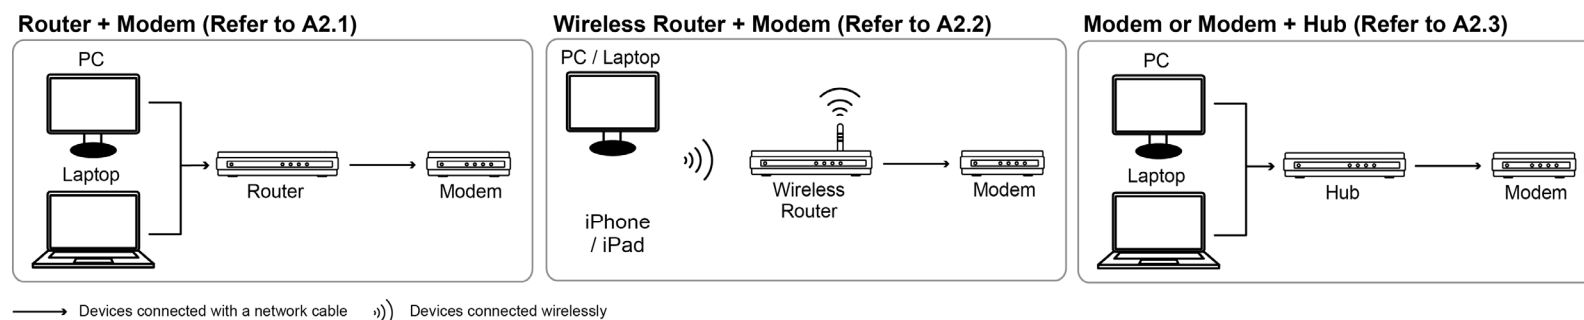 Router + Modem (Refer to A2.1)
PC
Laptop
Router
Modem
Wireless Router + Modem (Refer to A2.2)
PC / Laptop
iPhone
/ iPad
Wireless
Router
Modem
Modem or Modem + Hub (Refer to A2.3)
PC
Laptop
Hub
Modem
Devices connected with a network cable
Devices connected wirelessly